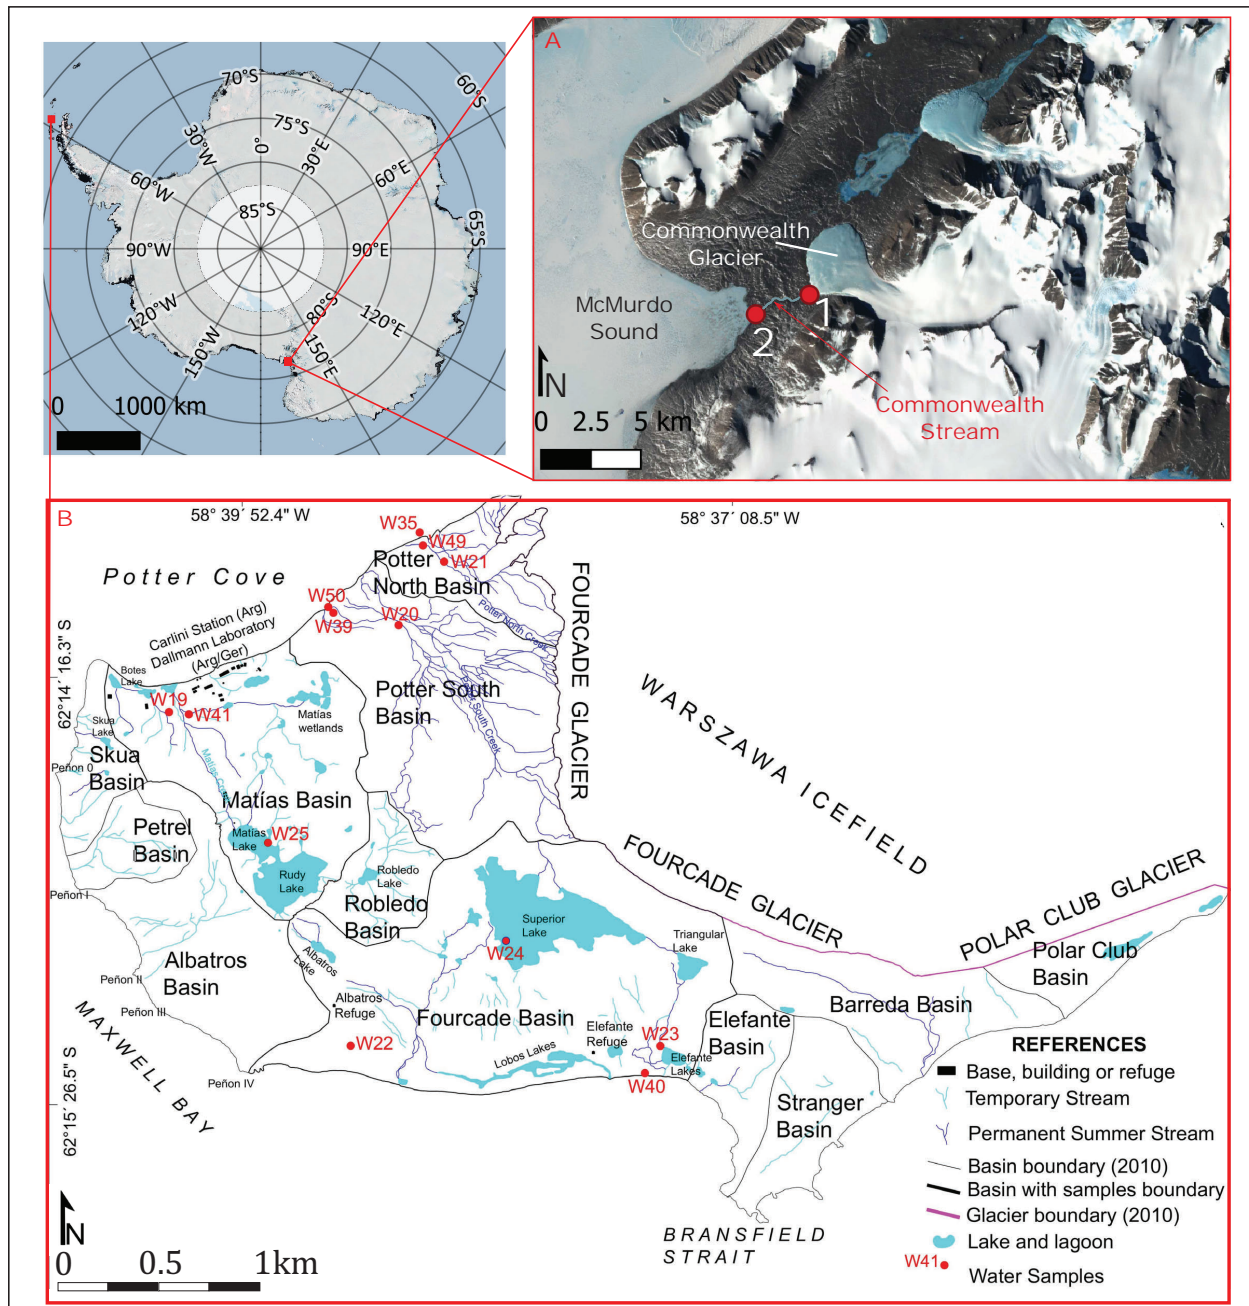 70°S
60°S
75°S
30°W
0°
30°E
60°W
60°E
85°S
65°S
90°W
90°E
80°S
120°W
120°E
150°W
150°E
0 1000 km
A
Commonwealth
Glacier
McMurdo
Sound
1
2
N
0 2.5 5 km
Commonwealth
Stream
B
58° 39´ 52.4" W
58° 37´ 08.5" W
62° 14´ 16.3" S
62° 15´ 26.5" S
Potter Cove
W35
W49
W21
Potter
North Basin
W50
W39
W20
Potter North Creek
Carlini Station (Arg)
Dallmann Laboratory
(Arg/Ger)
Botes
Lake
W19
W41
Matías
wetlands
Potter South
Basin
Potter South Creek
FOURCADE GLACIER
WARSZAWA ICEFIELD
Skua
Lake
Skua
Basin
Peñon 0
Matías Creek
Matías Basin
Petrel
Basin
Matías
Lake
W25
Rudy
Lake
Robledo
Lake
Robledo
Basin
Peñon I
FOURCADE GLACIER
POLAR CLUB GLACIER
Superior
Lake
W24
Triangular
Lake
Polar Club
Basin
Albatros
Lake
Albatros
Basin
Peñon II
Peñon III
Albatros
Refuge
Fourcade Basin
Barreda Basin
Elefante
Basin
Elefante
Refuge
W23
W22
Lobos Lakes
Elefante
Lakes
W40
Peñon IV
MAXWELL BAY
Stranger
Basin
BRANSFIELD
STRAIT
N
0 0.5 1km
REFERENCES
Base, building or refuge
Temporary Stream
Permanent Summer Stream
Basin boundary (2010)
Basin with samples boundary
Glacier boundary (2010)
Lake and lagoon
W41
Water Samples